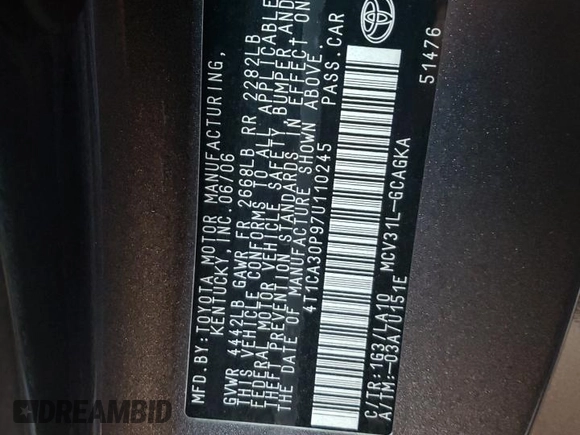 MFD.BY:TOYOTA MOTOR MANUFACTURING,
KENTUCKY, INC. 06/06
GVWR 4442LB GAWR FR 2668LB RR 2282LB
THIS VEHICLE CONFORMS TO ALL APPLICABLE
FEDERAL MOTOR VEHICLE SAFETY, BUMPER AND
THEFT PREVENTION STANDARDS IN EFFECT ON
THE DATE OF MANUFACTURE SHOWN ABOVE.
4T1CA30P97U110245 PASS.CAR
51476
C/TR:1G3/LA10 MCV31L-GCAGKA
A/TM:-03A/U151E
DREAMBID